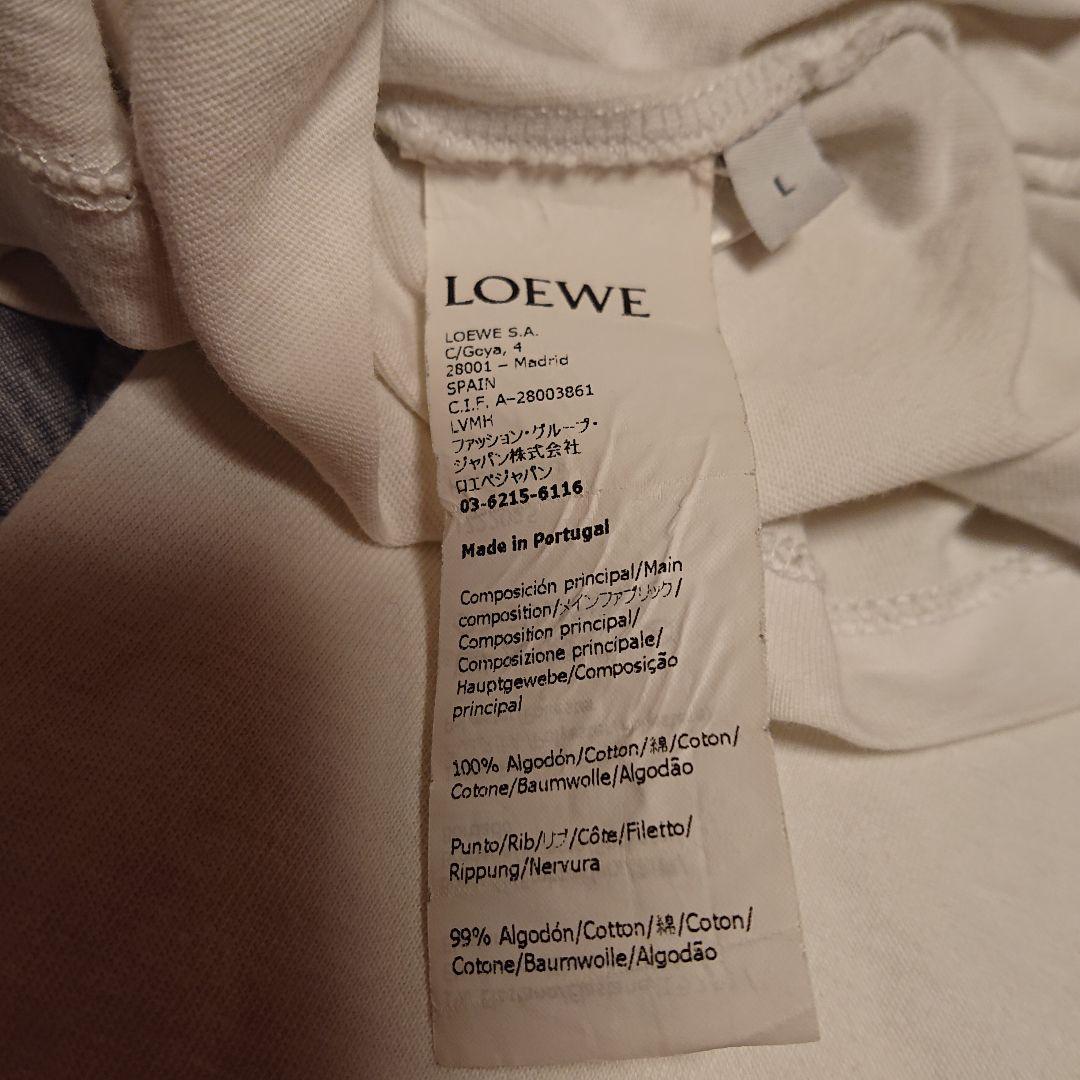 L
LOEWE
LOEWE S.A.
C/Goya, 4
28001 – Madrid
SPAIN
C.I.F. A-28003861
LVMH
ファッション・グループ・
ジャパン株式会社
ロエベジャパン
03-6215-6116
Made in Portugal
Composición principal/Main
composition/メインファブリック/
Composition principal/
Composizione principale/
Hauptgewebe/Composição
principal
100% Algodón/Cotton/綿/Coton/
Cotone/Baumwolle/Algodão
Punto/Rib/リブ/Côte/Filetto/
Rippung/Nervura
99% Algodón/Cotton/綿/Coton/
Cotone/Baumwolle/Algodão